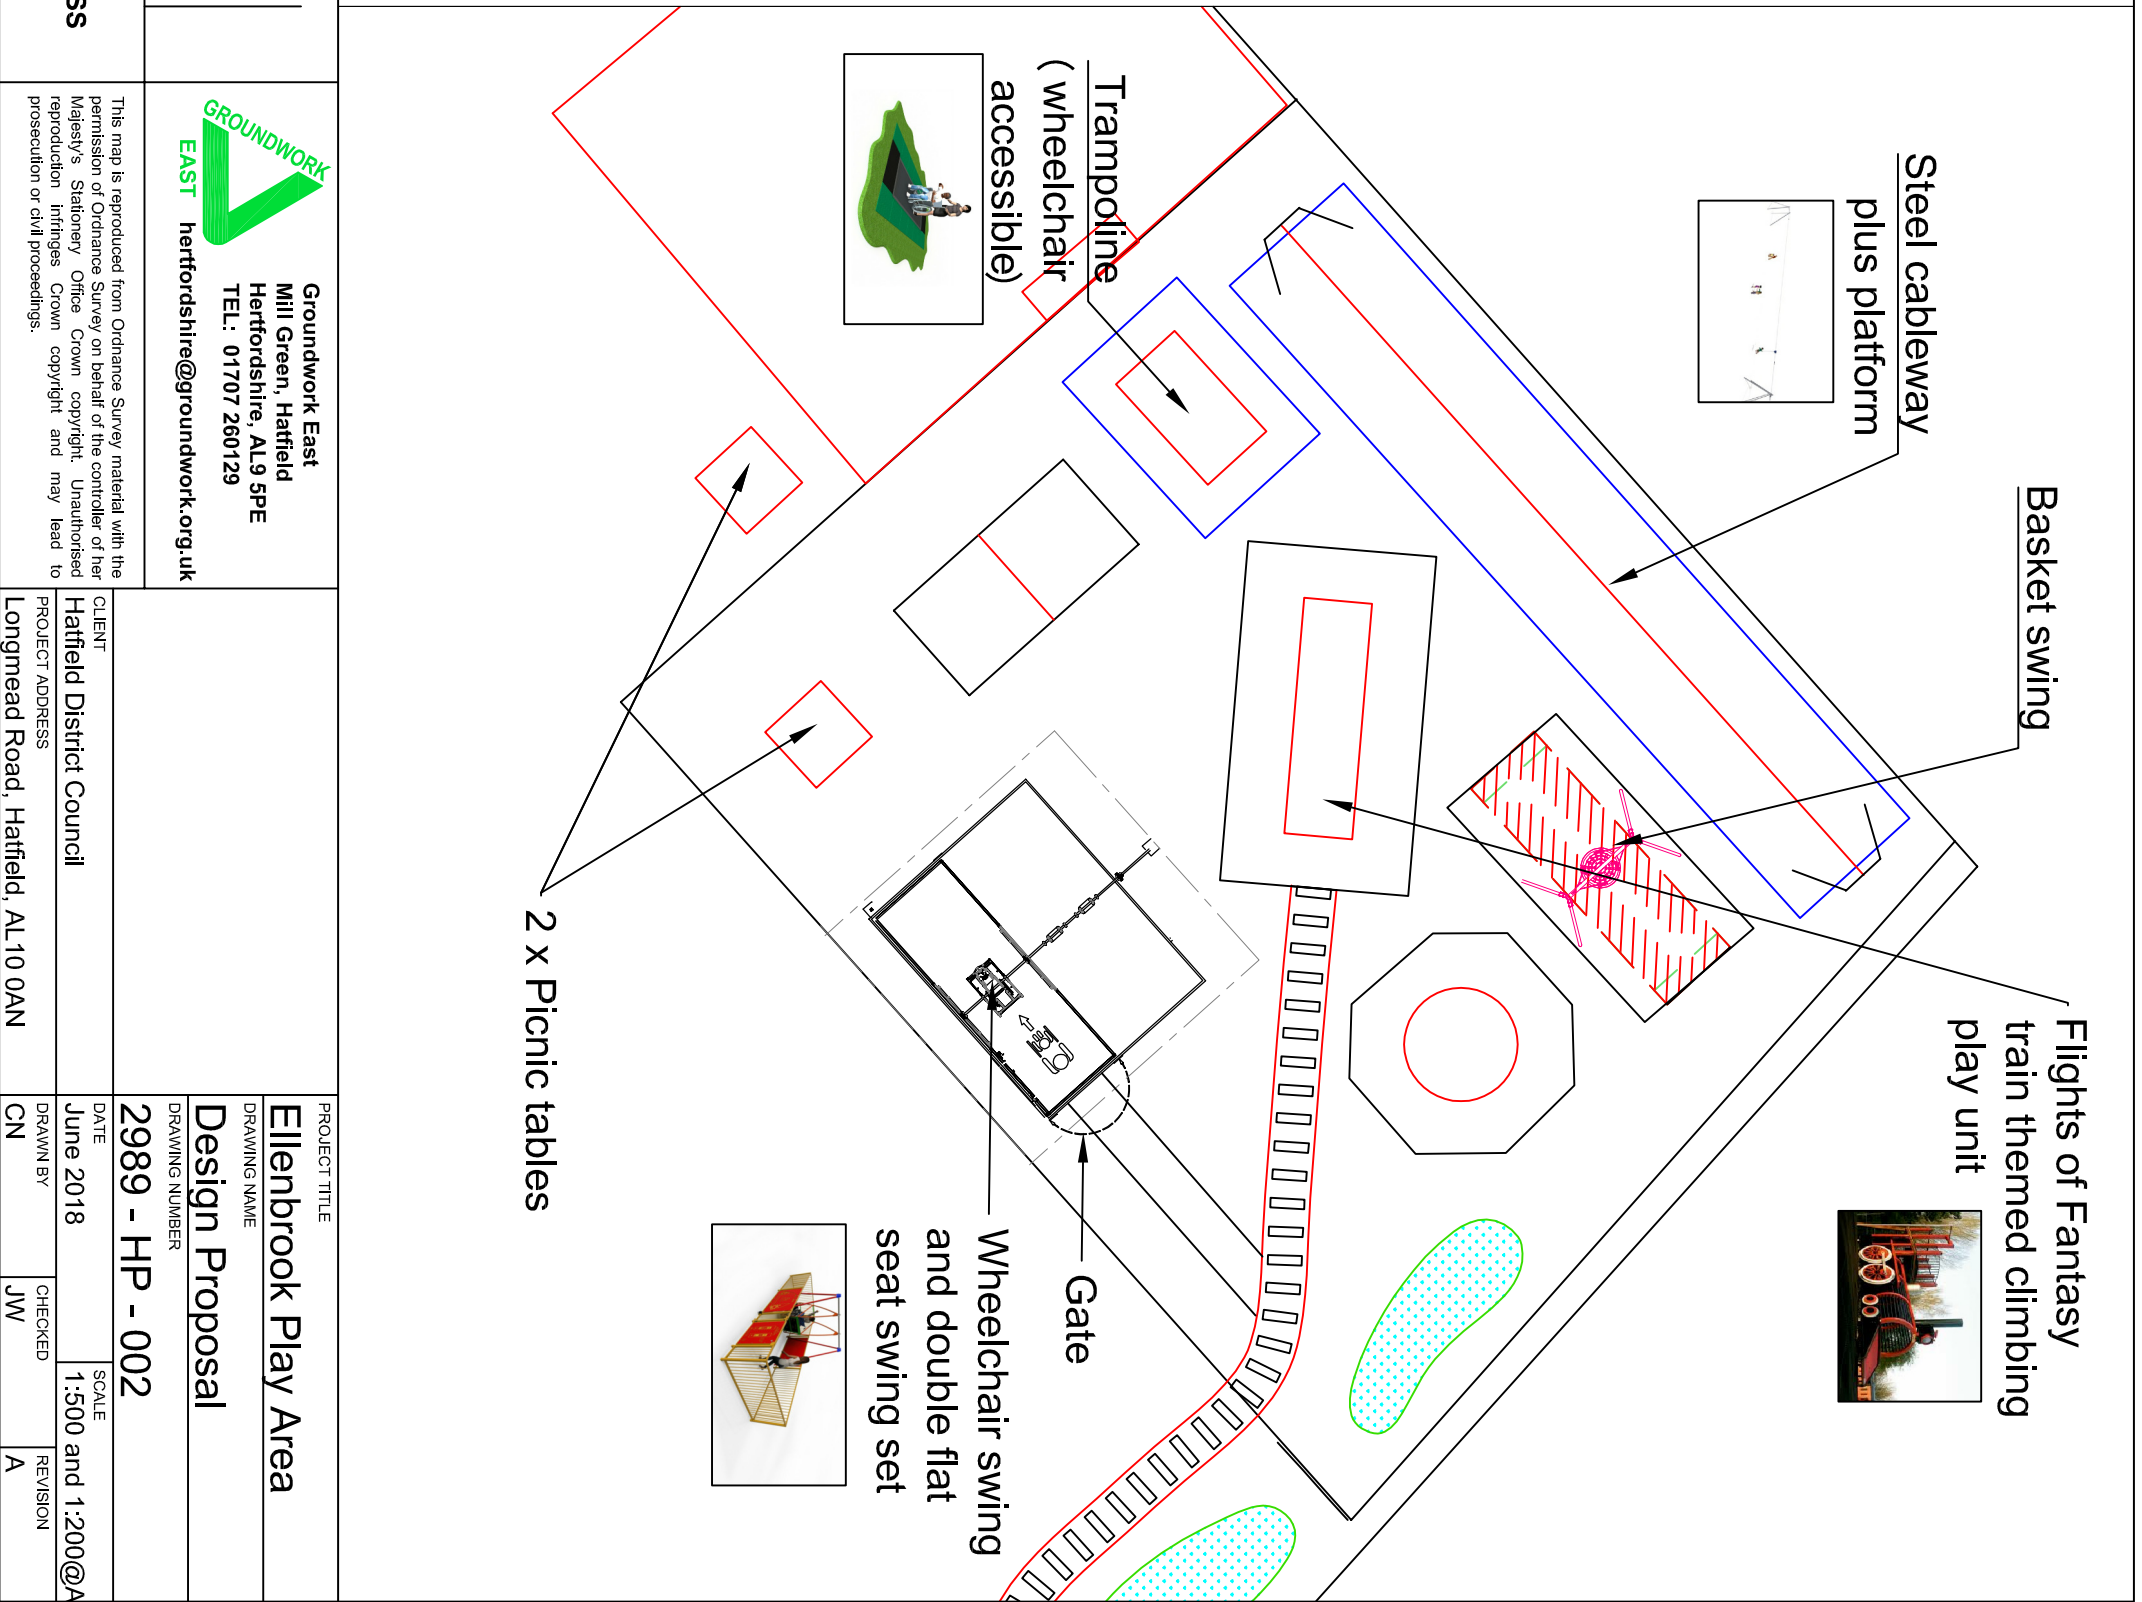 Steel cableway
plus platform
Basket swing
Flights of Fantasy
train themed climbing
play unit
Trampoline
( wheelchair
accessible)
Gate
Wheelchair swing
and double flat
seat swing set
2 x Picnic tables
GROUNDWORK
EAST
Groundwork East
Mill Green, Hatfield
Hertfordshire, AL9 5PE
TEL: 01707 260129
hertfordshire@groundwork.org.uk
This map is reproduced from Ordnance Survey material with the
permission of Ordnance Survey on behalf of the controller of her
Majesty's Stationery Office Crown copyright. Unauthorised
reproduction infringes Crown copyright and may lead to
prosecution or civil proceedings.
CLIENT
Hatfield District Council
PROJECT ADDRESS
Longmead Road, Hatfield, AL10 0AN
PROJECT TITLE
Ellenbrook Play Area
DRAWING NAME
Design Proposal
DRAWING NUMBER
2989 - HP - 002
DATE
June 2018
SCALE
1:500 and 1:200@A
DRAWN BY
CN
CHECKED
JW
REVISION
A